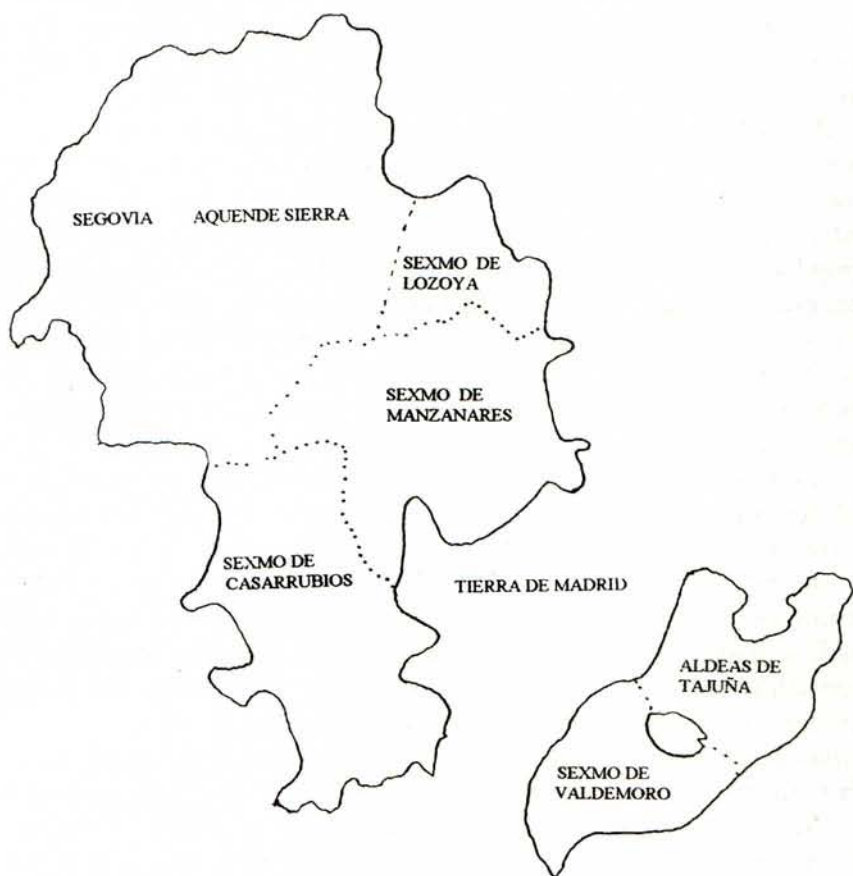 SEGOVIA AQUENDE SIERRA
SEXMO DE
LOZOYA
SEXMO DE
MANZANARES
SEXMO DE
CASARRUBIOS
TIERRA DE MADRID
ALDEAS DE
TAJUÑA
SEXMO DE
VALDEMORO